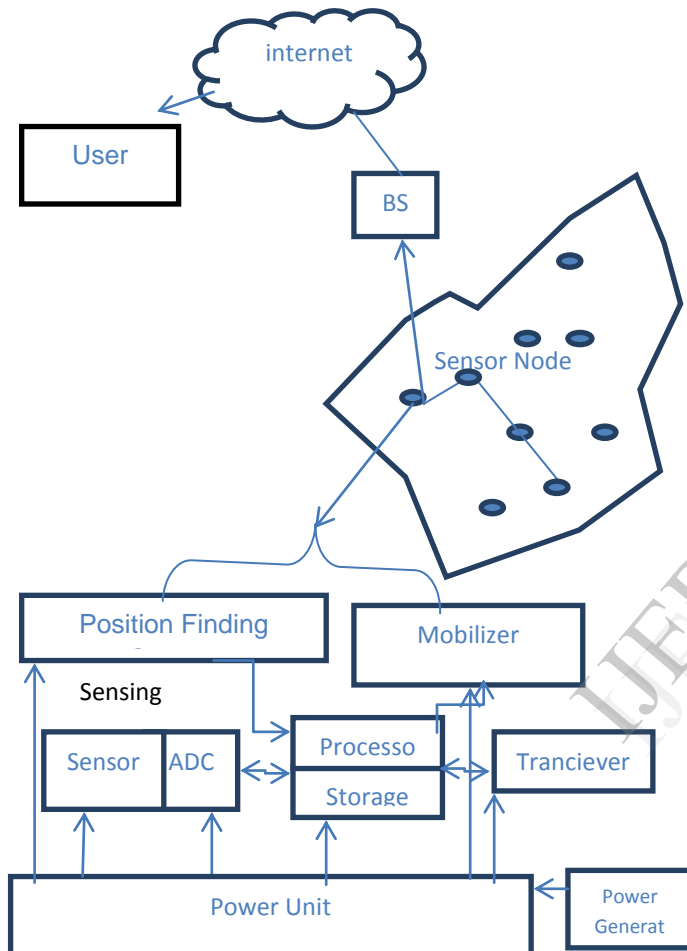 internet
User
BS
Sensor Node
Position Finding
Mobilizer
Sensing
Sensor
ADC
Processo
Storage
Tranciever
Power Unit
Power
Generat